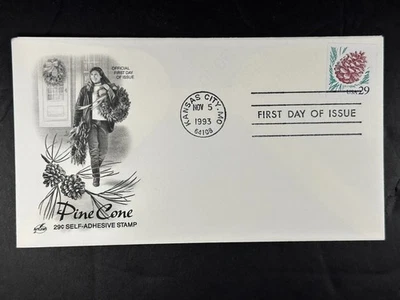 OFFICIAL
FIRST DAY
OF ISSUE
KANSAS CITY, MO
NOV 5
1993
64108
FIRST DAY OF ISSUE
USA 29
Pine Cone
29¢ SELF-ADHESIVE STAMP